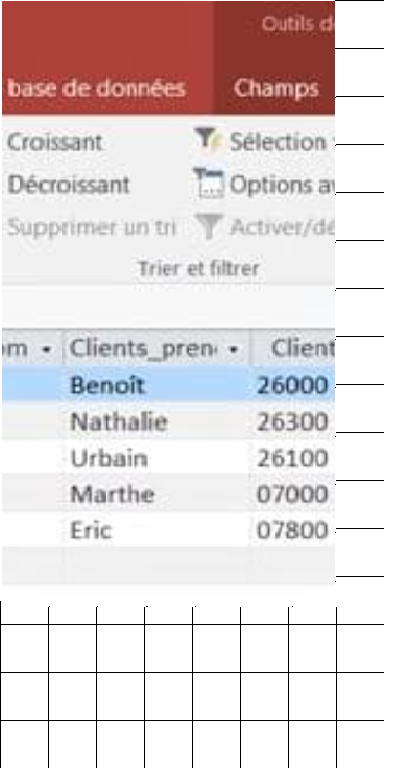 Outils d
base de données Champs
Croissant Sélection
Décroissant Options av
Supprimer un tri Activer/dé
Trier et filtrer
om Clients_pren Client
Benoît 26000
Nathalie 26300
Urbain 26100
Marthe 07000
Eric 07800